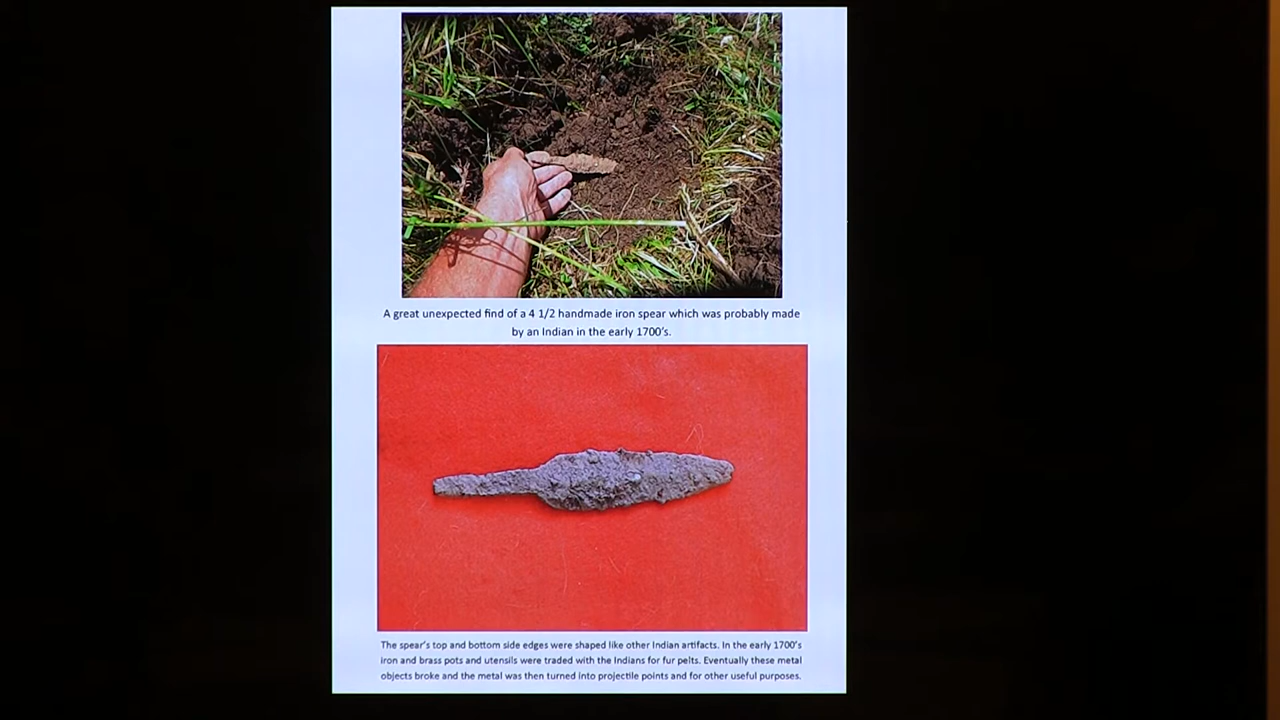 A great unexpected find of a 4 1/2 handmade iron spear which was probably made
by an Indian in the early 1700's.
The spear's top and bottom side edges were shaped like other Indian artifacts. In the early 1700's
iron and brass pots and utensils were traded with the Indians for fur pelts. Eventually these metal
objects broke and the metal was then turned into projectile points and for other useful purposes.